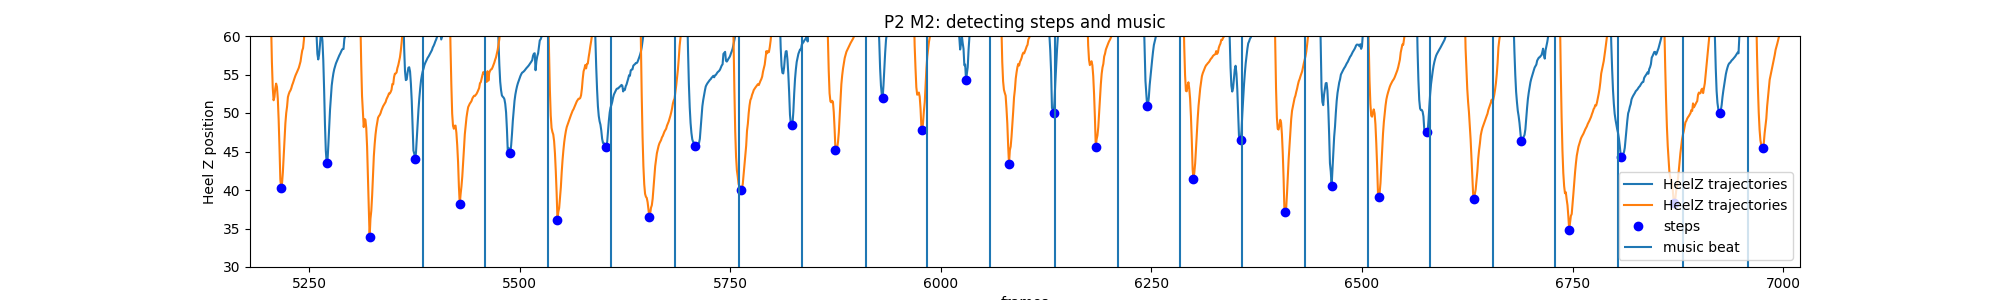 P2 M2: detecting steps and music
Heel Z position
60
55
50
45
40
35
30
5250
5500
5750
6000
6250
6500
6750
7000
frames
HeelZ trajectories
HeelZ trajectories
steps
music beat